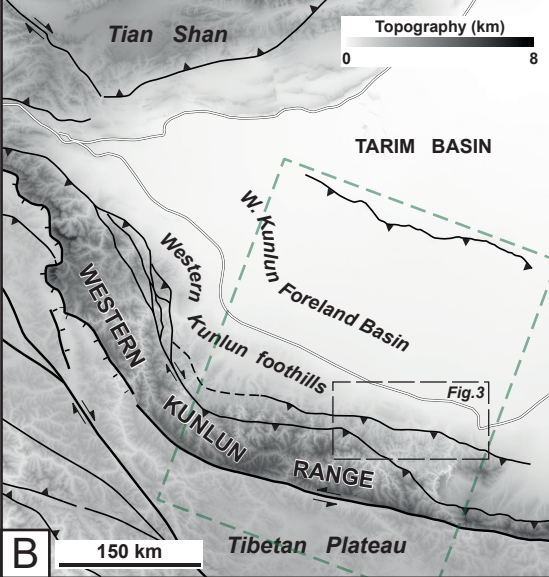 Tian Shan
Topography (km)
0 8
TARIM BASIN
W. Kunlun Foreland Basin
Western Kunlun foothills
WESTERN KUNLUN RANGE
Fig.3
B
150 km
Tibetan Plateau